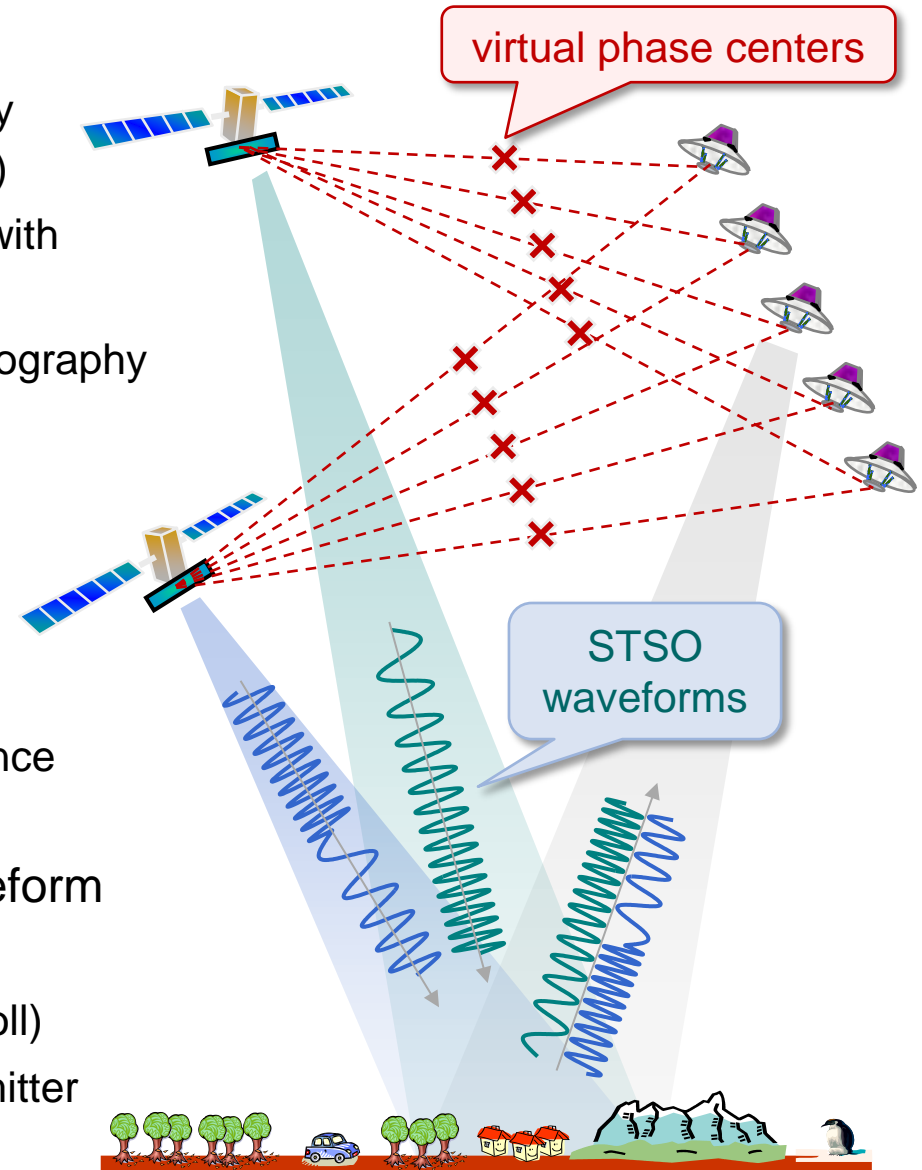 virtual phase centers
y
)
with
ography
STSO
waveforms
nce
eform
oll)
nitter